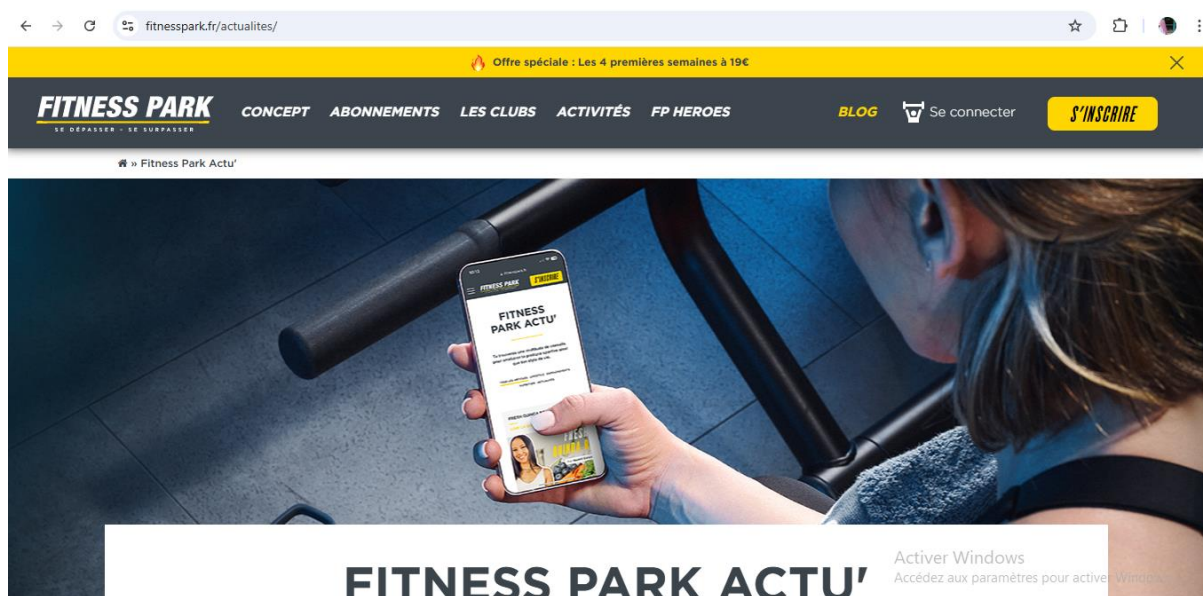 fitnesspark.fr/actualites/
Offre spéciale : Les 4 premières semaines à 19€
FITNESS PARK
SE DÉPASSER - SE SURPASSER
CONCEPT ABONNEMENTS LES CLUBS ACTIVITÉS FP HEROES BLOG Se connecter S'INSCRIRE
» Fitness Park Actu'
FITNESS PARK S'INSCRIRE
FITNESS
PARK ACTU'
FITNESS PARK ACTU'
Activer Windows
Accédez aux paramètres pour activer Windows